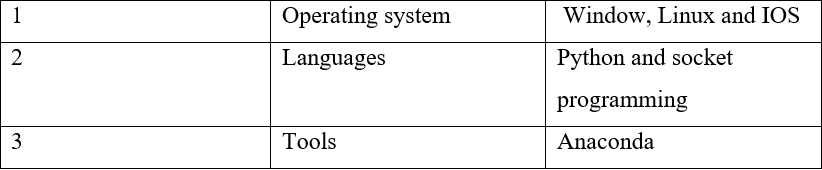 1 Operating system Window, Linux and IOS
2 Languages Python and socket
programming
3 Tools Anaconda